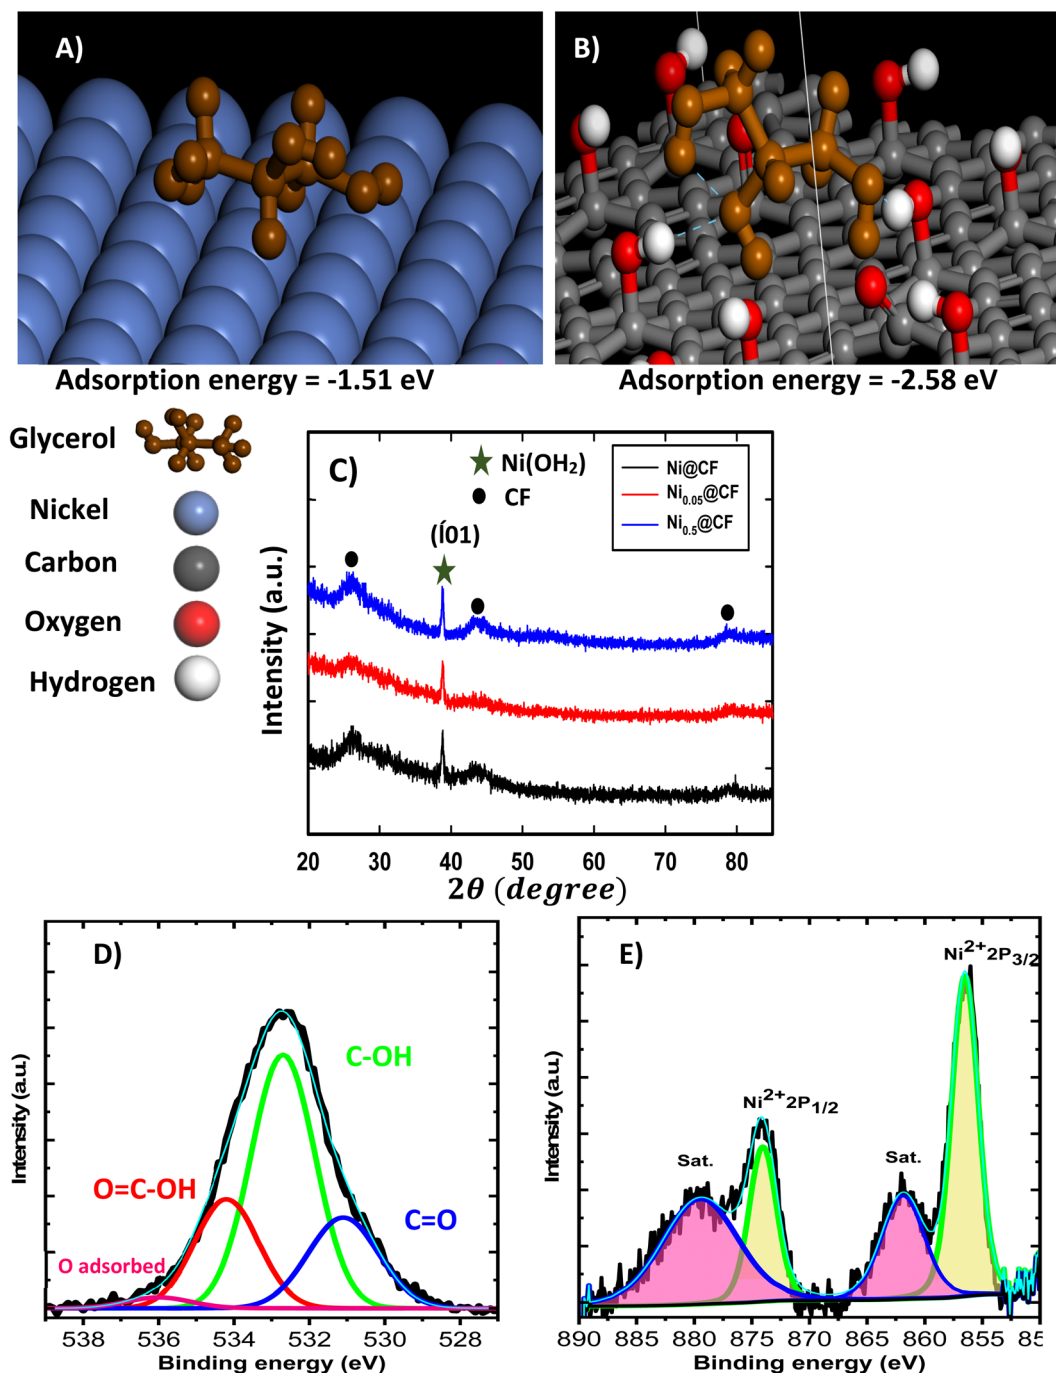 A)
B)
Adsorption energy = -1.51 eV
Adsorption energy = -2.58 eV
Glycerol
Nickel
Carbon
Oxygen
Hydrogen
C)
Ni(OH₂)
CF
(Í01)
Ni@CF
Ni₀.₀₅@CF
Ni₀.₅@CF
Intensity (a.u.)
20 30 40 50 60 70 80
2θ (degree)
D)
C-OH
O=C-OH
C=O
O adsorbed
Intensity (a.u.)
538 536 534 532 530 528
Binding energy (eV)
E)
Ni²⁺2P₃/₂
Ni²⁺2P₁/₂
Sat.
Sat.
Intensity (a.u.)
890 885 880 875 870 865 860 855 85
Binding energy (eV)